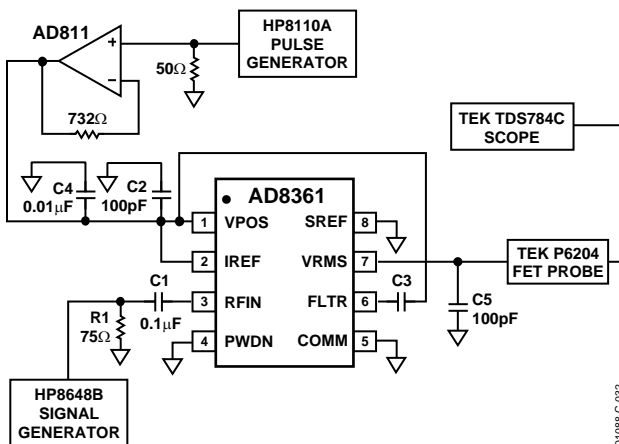 AD811
HP8110A
PULSE
GENERATOR
+
−
50Ω
732Ω
TEK TDS784C
SCOPE
C4
0.01μF
C2
100pF
AD8361
1 VPOS
SREF 8
2 IREF
VRMS 7
3 RFIN
FLTR 6
4 PWDN
COMM 5
C1
0.1μF
R1
75Ω
C3
C5
100pF
TEK P6204
FET PROBE
HP8648B
SIGNAL
GENERATOR
01088-C-032